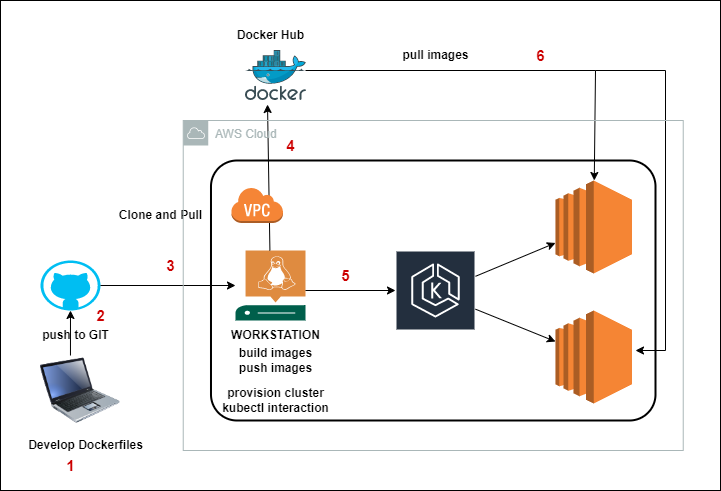 Docker Hub
pull images
6
docker
AWS Cloud
4
VPC
Clone and Pull
3
5
K
2
push to GIT
WORKSTATION
build images
push images
provision cluster
kubectl interaction
Develop Dockerfiles
1